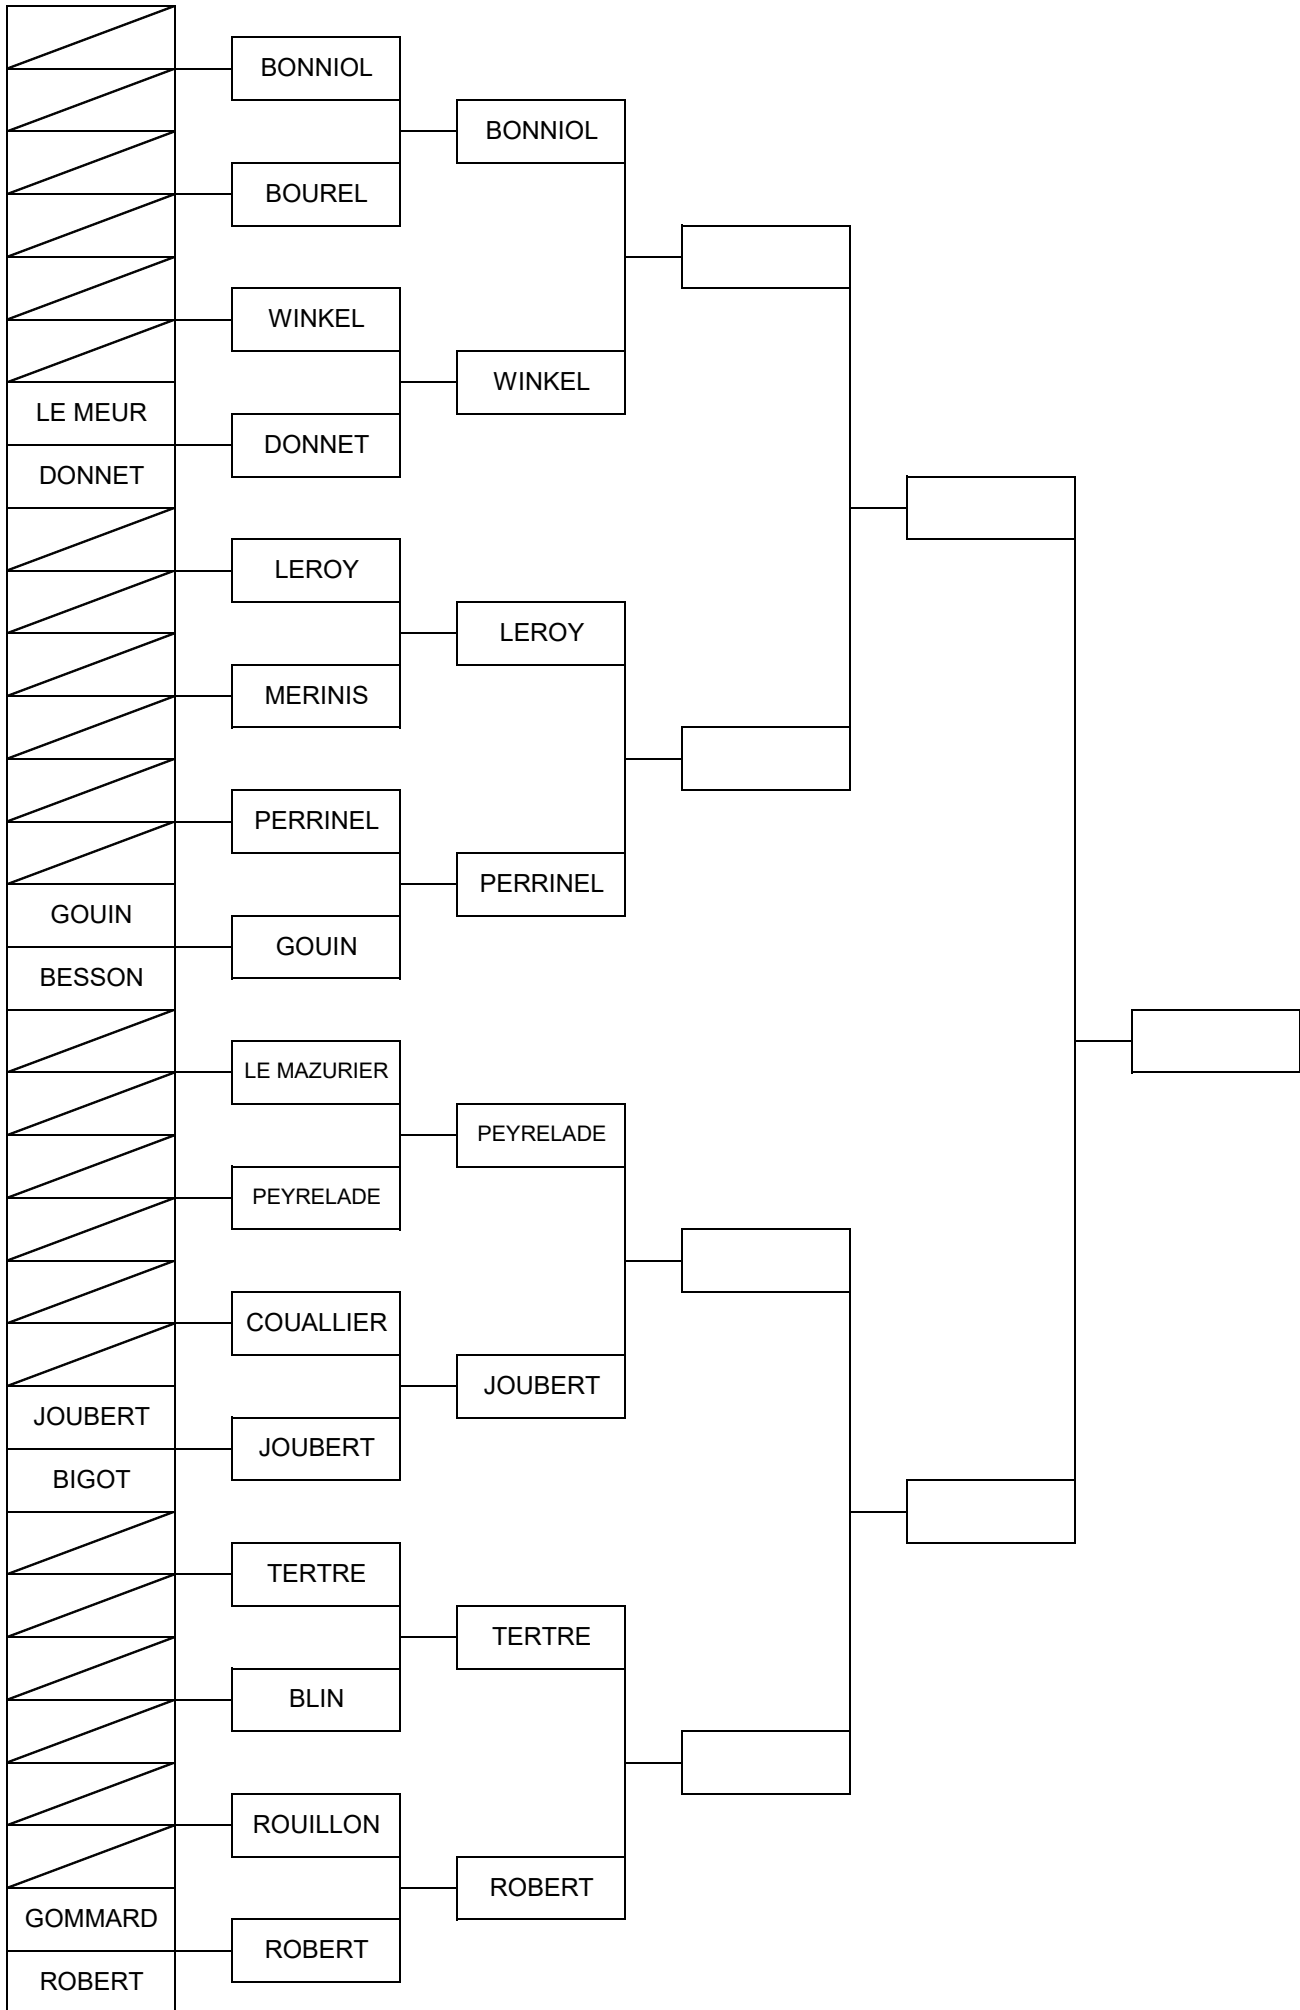 BONNIOL
BONNIOL
BOUREL
WINKEL
WINKEL
LE MEUR
DONNET
DONNET
LEROY
LEROY
MERINIS
PERRINEL
PERRINEL
GOUIN
GOUIN
BESSON
LE MAZURIER
PEYRELADE
PEYRELADE
COUALLIER
JOUBERT
JOUBERT
JOUBERT
BIGOT
TERTRE
TERTRE
BLIN
ROUILLON
ROBERT
GOMMARD
ROBERT
ROBERT